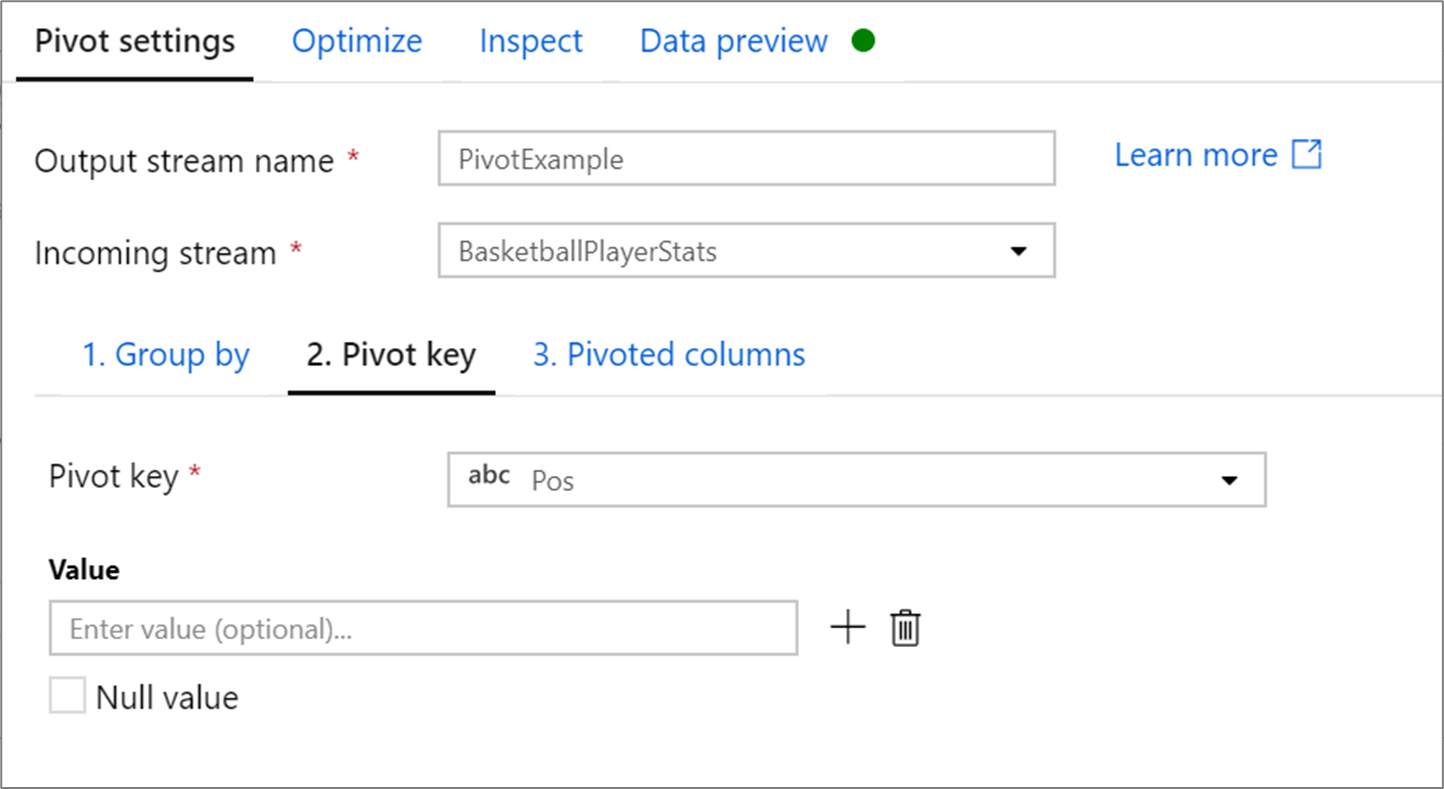 Pivot settings Optimize Inspect Data preview
Output stream name * PivotExample Learn more
Incoming stream * BasketballPlayerStats
1. Group by 2. Pivot key 3. Pivoted columns
Pivot key * abc Pos
Value
Enter value (optional)...
Null value